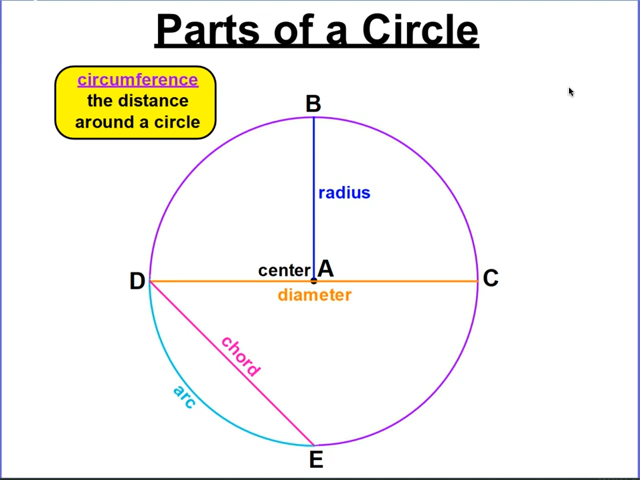 Parts of a Circle
circumference
the distance
around a circle
B
radius
center
A
D
C
diameter
chord
arc
E